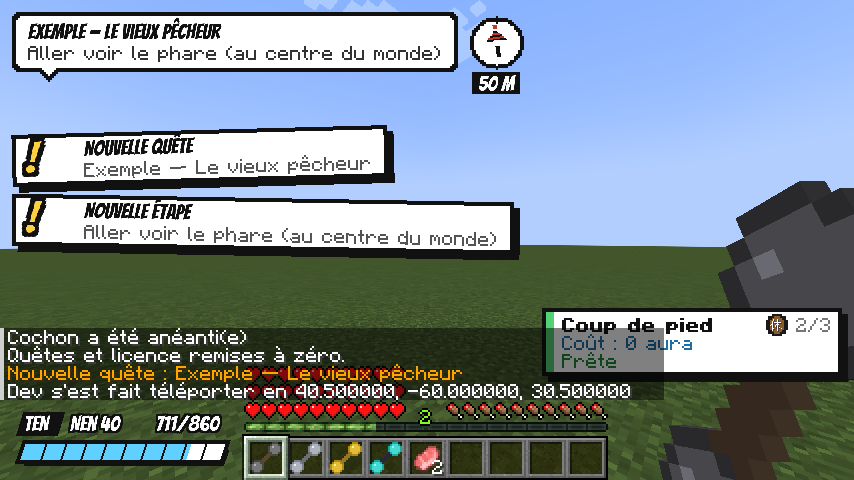 EXEMPLE – LE VIEUX PÊCHEUR
Aller voir le phare (au centre du monde)
50 M
NOUVELLE QUÊTE
Exemple — Le vieux pêcheur
NOUVELLE ÉTAPE
Aller voir le phare (au centre du monde)
Coup de pied
2/3
Coût : 0 aura
Prête
Cochon a été anéanti(e)
Quêtes et licence remises à zéro.
Nouvelle quête : Exemple — Le vieux pêcheur
Dev s'est fait téléporter en 40.500000, -60.000000, 30.500000
TEN NEN 40 711/860
2
2